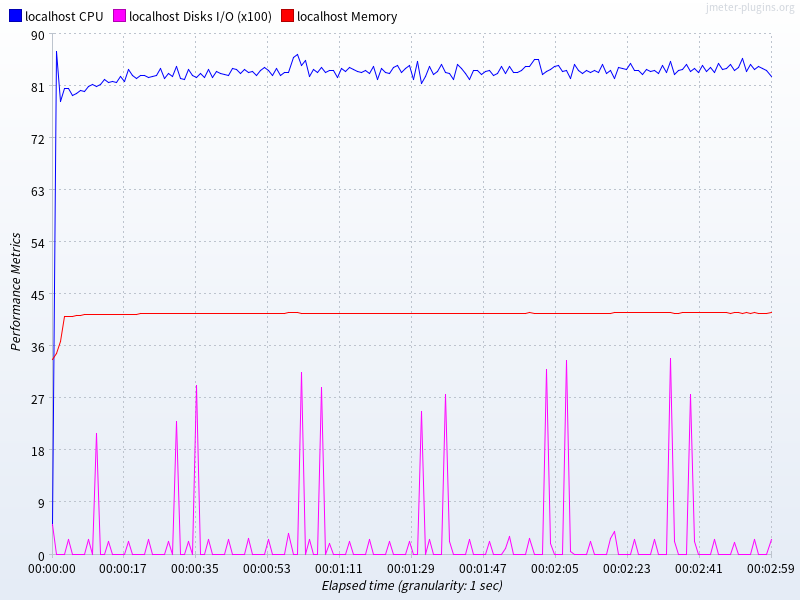 localhost CPU localhost Disks I/O (x100) localhost Memory
jmeter-plugins.org
90
81
72
63
54
45
36
27
18
9
0
Performance Metrics
00:00:00 00:00:17 00:00:35 00:00:53 00:01:11 00:01:29 00:01:47 00:02:05 00:02:23 00:02:41 00:02:59
Elapsed time (granularity: 1 sec)